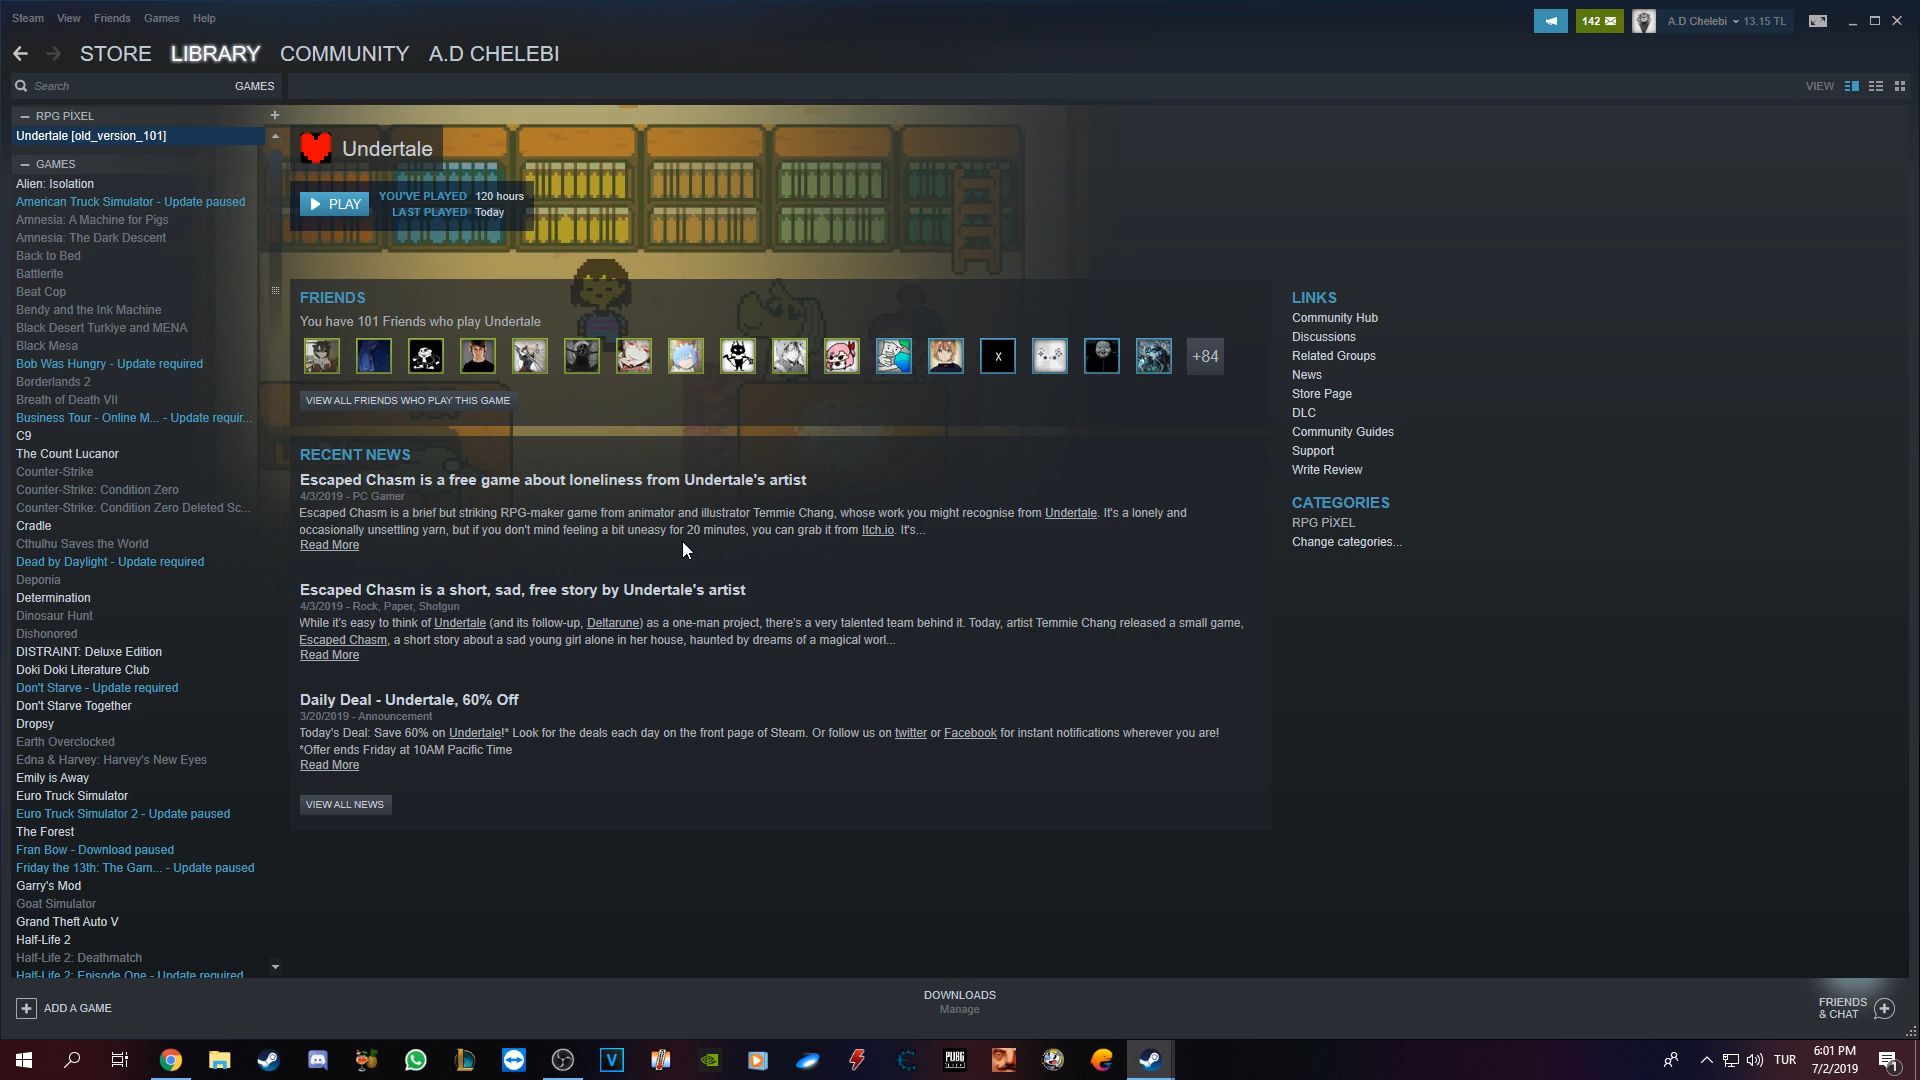 Steam View Friends Games Help
142
A.D Chelebi 13.15 TL
STORE LIBRARY COMMUNITY A.D CHELEBI
Search GAMES
VIEW
RPG PİXEL
Undertale [old_version_101]
GAMES
Alien: Isolation
American Truck Simulator - Update paused
Amnesia: A Machine for Pigs
Amnesia: The Dark Descent
Back to Bed
Battlerite
Beat Cop
Bendy and the Ink Machine
Black Desert Turkiye and MENA
Black Mesa
Bob Was Hungry - Update required
Borderlands 2
Breath of Death VII
Business Tour - Online M... - Update requir...
C9
The Count Lucanor
Counter-Strike
Counter-Strike: Condition Zero
Counter-Strike: Condition Zero Deleted Sc...
Cradle
Cthulhu Saves the World
Dead by Daylight - Update required
Deponia
Determination
Dinosaur Hunt
Dishonored
DISTRAINT: Deluxe Edition
Doki Doki Literature Club
Don't Starve - Update required
Don't Starve Together
Dropsy
Earth Overclocked
Edna & Harvey: Harvey's New Eyes
Emily is Away
Euro Truck Simulator
Euro Truck Simulator 2 - Update paused
The Forest
Fran Bow - Download paused
Friday the 13th: The Gam... - Update paused
Garry's Mod
Goat Simulator
Grand Theft Auto V
Half-Life 2
Half-Life 2: Deathmatch
Half-Life 2: Episode One - Update required
Undertale
PLAY
YOU'VE PLAYED 120 hours
LAST PLAYED Today
FRIENDS
You have 101 Friends who play Undertale
X
+84
VIEW ALL FRIENDS WHO PLAY THIS GAME
RECENT NEWS
Escaped Chasm is a free game about loneliness from Undertale's artist
4/3/2019 - PC Gamer
Escaped Chasm is a brief but striking RPG-maker game from animator and illustrator Temmie Chang, whose work you might recognise from Undertale. It's a lonely and
occasionally unsettling yarn, but if you don't mind feeling a bit uneasy for 20 minutes, you can grab it from Itch.io. It's...
Read More
Escaped Chasm is a short, sad, free story by Undertale's artist
4/3/2019 - Rock, Paper, Shotgun
While it's easy to think of Undertale (and its follow-up, Deltarune) as a one-man project, there's a very talented team behind it. Today, artist Temmie Chang released a small game,
Escaped Chasm, a short story about a sad young girl alone in her house, haunted by dreams of a magical worl...
Read More
Daily Deal - Undertale, 60% Off
3/20/2019 - Announcement
Today's Deal: Save 60% on Undertale!* Look for the deals each day on the front page of Steam. Or follow us on twitter or Facebook for instant notifications wherever you are!
*Offer ends Friday at 10AM Pacific Time
Read More
VIEW ALL NEWS
LINKS
Community Hub
Discussions
Related Groups
News
Store Page
DLC
Community Guides
Support
Write Review
CATEGORIES
RPG PİXEL
Change categories...
ADD A GAME
DOWNLOADS
Manage
FRIENDS
& CHAT
V
PUBG
TUR
6:01 PM
7/2/2019
1